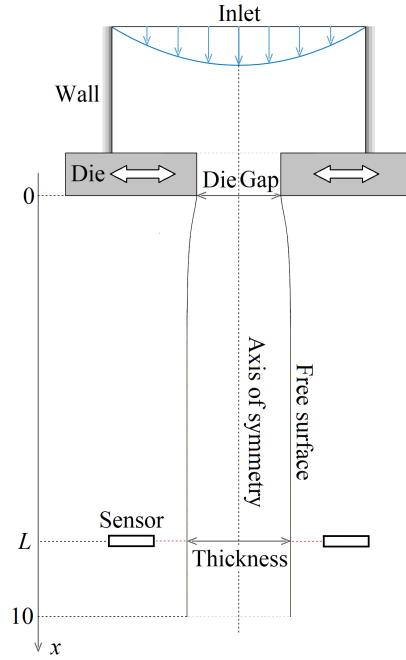 Inlet
Wall
Die
Die Gap
0
Axis of symmetry
Free surface
Sensor
L
Thickness
10
x